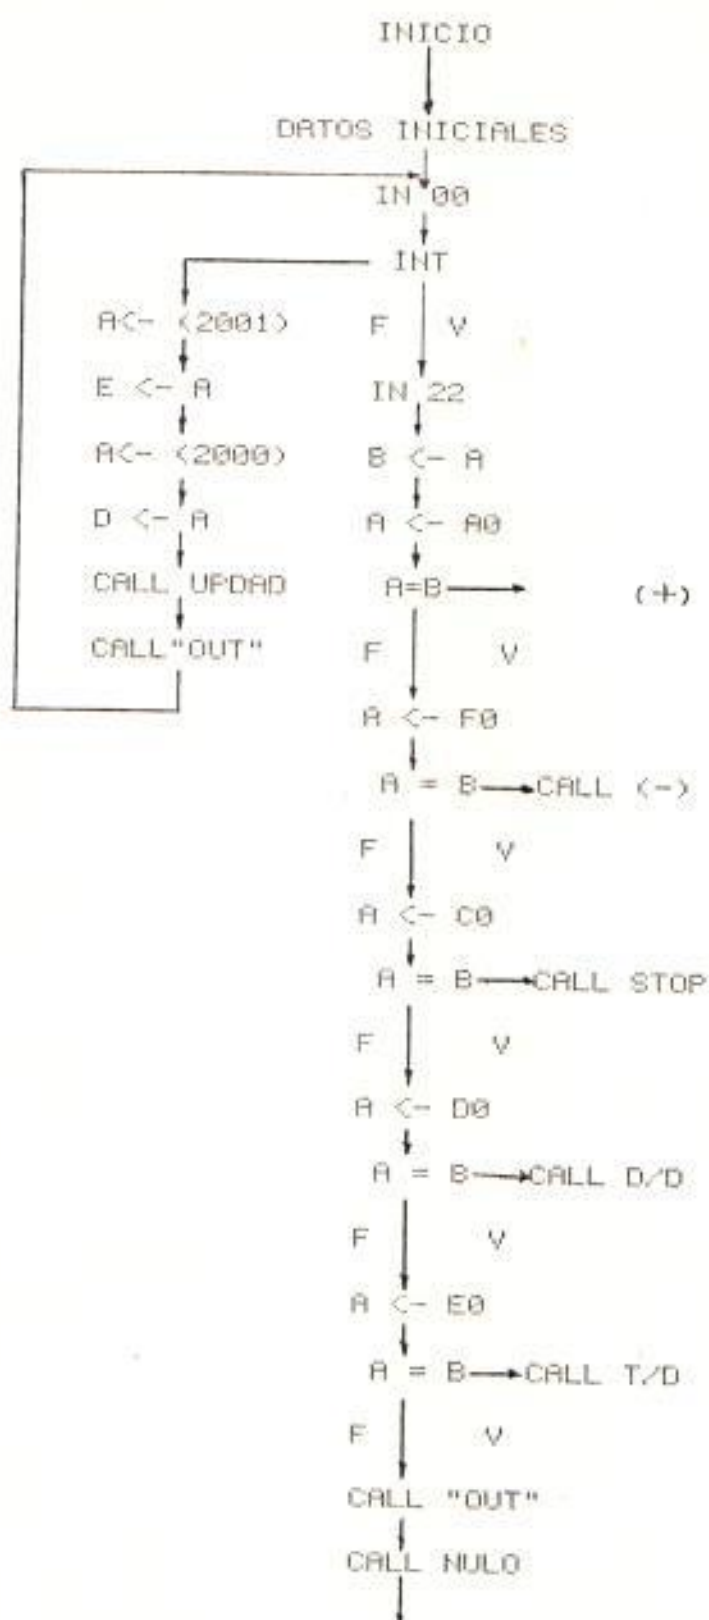 INICIO
DATOS INICIALES
IN 00
INT
A<- <2001>
F V
E <- A
IN 22
A<- <2000>
B <- A
D <- A
A <- A0
CALL UPDAD
A=B (+)
CALL "OUT"
F V
A <- F0
A = B CALL <->
F V
A <- C0
A = B CALL STOP
F V
A <- D0
A = B CALL D/D
F V
A <- E0
A = B CALL T/D
F V
CALL "OUT"
CALL NULO